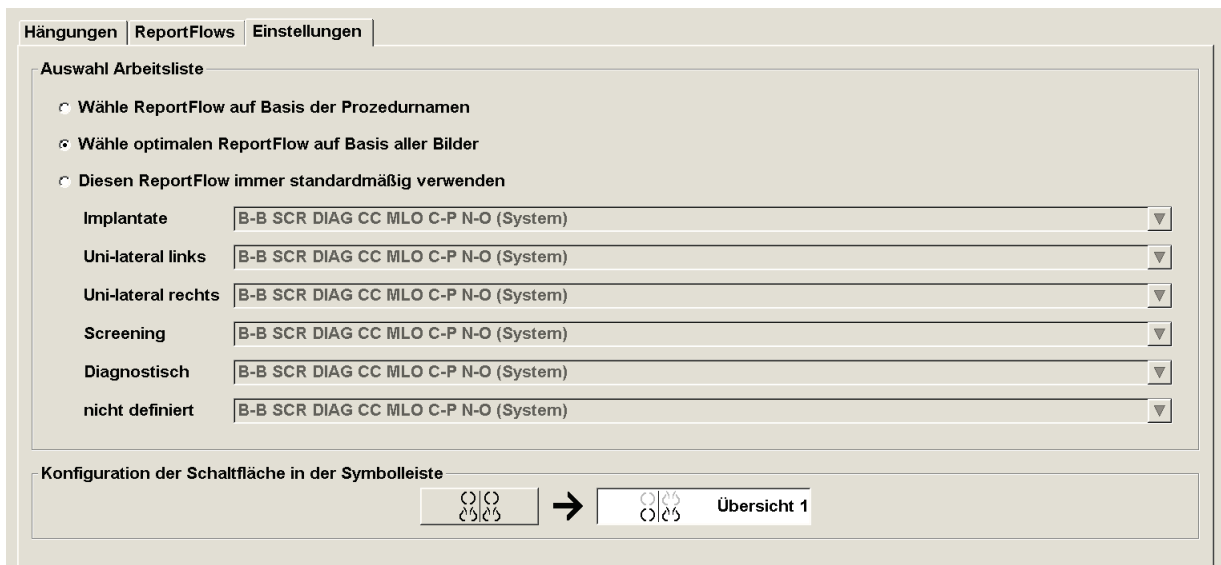 Hängungen ReportFlows Einstellungen
Auswahl Arbeitsliste
Wähle ReportFlow auf Basis der Prozedurnamen
Wähle optimalen ReportFlow auf Basis aller Bilder
Diesen ReportFlow immer standardmäßig verwenden
Implantate B-B SCR DIAG CC MLO C-P N-O (System)
Uni-lateral links B-B SCR DIAG CC MLO C-P N-O (System)
Uni-lateral rechts B-B SCR DIAG CC MLO C-P N-O (System)
Screening B-B SCR DIAG CC MLO C-P N-O (System)
Diagnostisch B-B SCR DIAG CC MLO C-P N-O (System)
nicht definiert B-B SCR DIAG CC MLO C-P N-O (System)
Konfiguration der Schaltfläche in der Symbolleiste
Übersicht 1